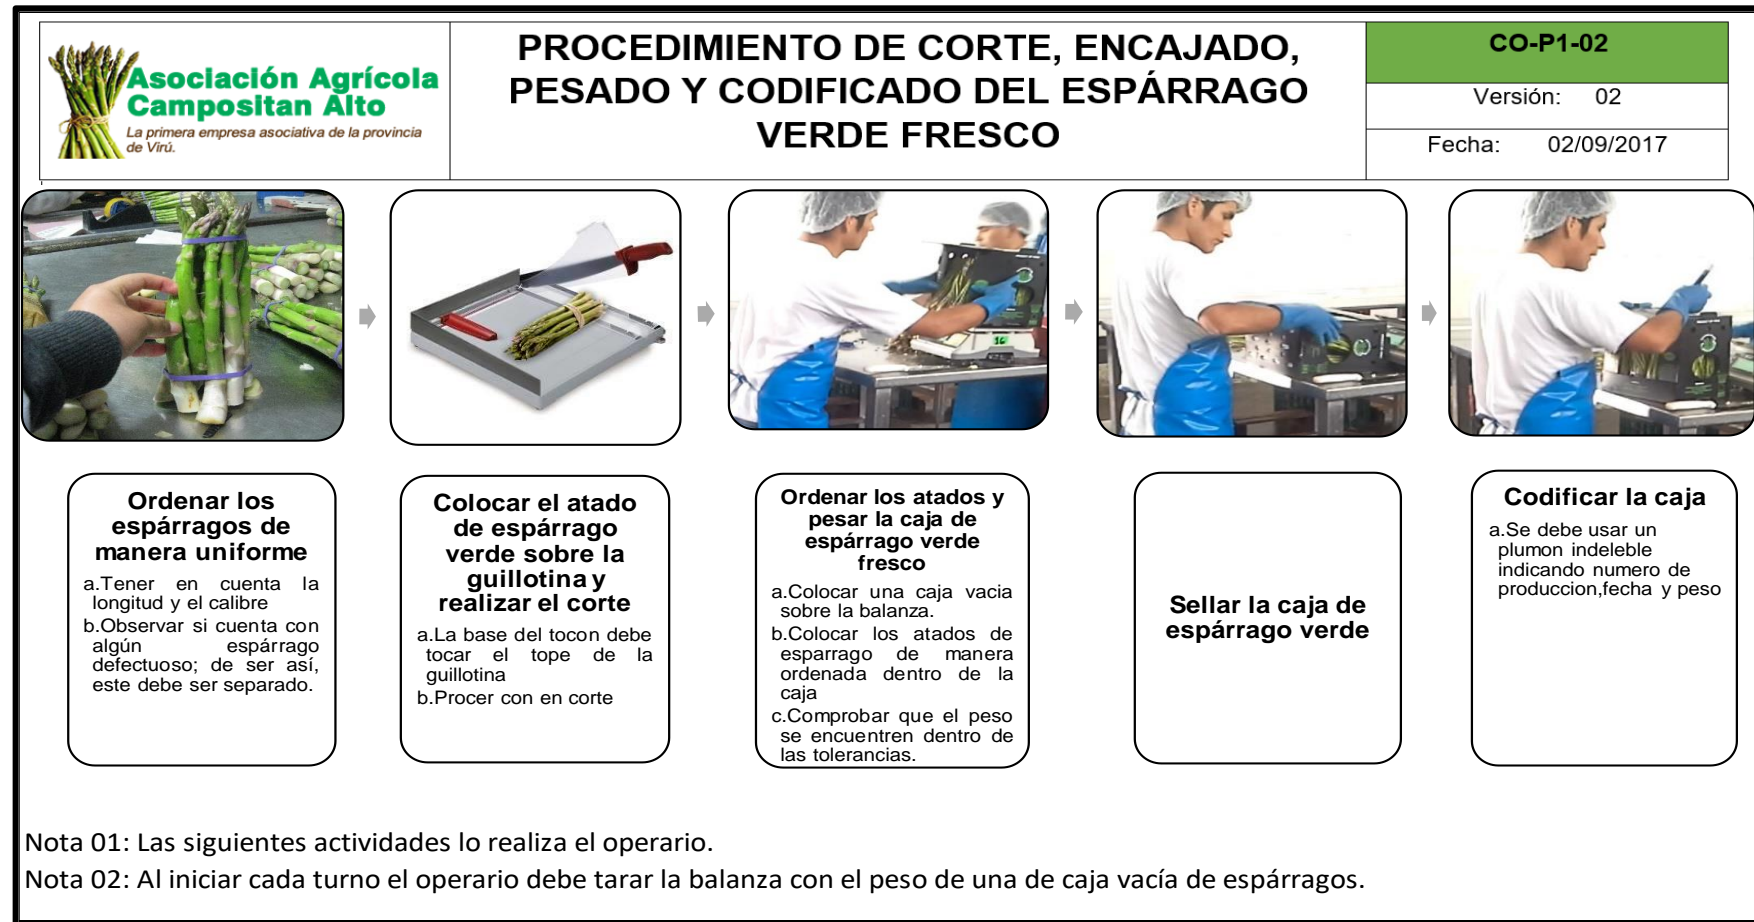 Asociación Agrícola
Campositan Alto
La primera empresa asociativa de la provincia
de Virú.
PROCEDIMIENTO DE CORTE, ENCAJADO,
PESADO Y CODIFICADO DEL ESPÁRRAGO
VERDE FRESCO
CO-P1-02
Versión: 02
Fecha: 02/09/2017
16
Ordenar los
espárragos de
manera uniforme
a.Tener en cuenta la
longitud y el calibre
b.Observar si cuenta con
algún espárrago
defectuoso; de ser así,
este debe ser separado.
Colocar el atado
de espárrago
verde sobre la
guillotina y
realizar el corte
a.La base del tocon debe
tocar el tope de la
guillotina
b.Procer con en corte
Ordenar los atados y
pesar la caja de
espárrago verde
fresco
a.Colocar una caja vacia
sobre la balanza.
b.Colocar los atados de
esparrago de manera
ordenada dentro de la
caja
c.Comprobar que el peso
se encuentren dentro de
las tolerancias.
Sellar la caja de
espárrago verde
Codificar la caja
a.Se debe usar un
plumon indeleble
indicando numero de
produccion,fecha y peso
Nota 01: Las siguientes actividades lo realiza el operario.
Nota 02: Al iniciar cada turno el operario debe tarar la balanza con el peso de una de caja vacía de espárragos.